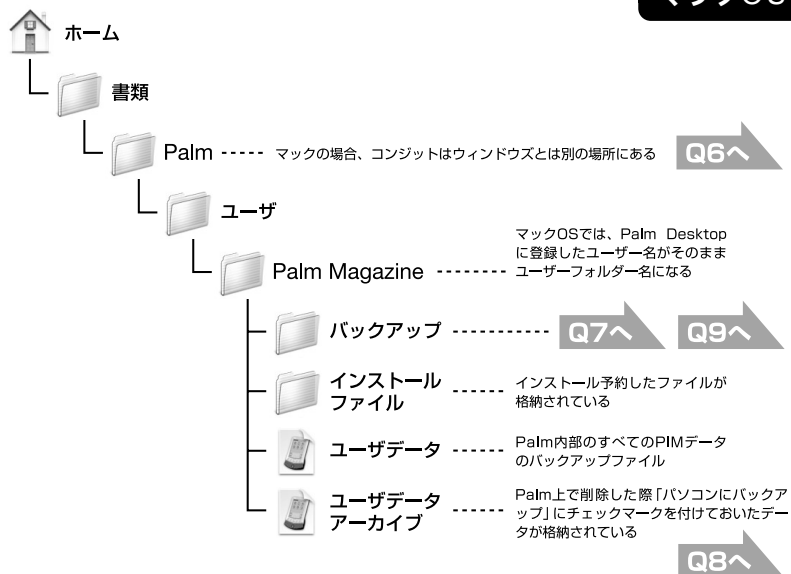 ホーム
書類
Palm ----- マックの場合、コンジットはウィンドウズとは別の場所にある Q6へ
ユーザ
マックOSでは、Palm Desktop
に登録したユーザー名がそのまま
Palm Magazine -------- ユーザーフォルダー名になる
バックアップ ---------- Q7へ Q9へ
インストール
ファイル ------ インストール予約したファイルが
格納されている
ユーザデータ ------ Palm内部のすべてのPIMデータ
のバックアップファイル
ユーザデータ
アーカイブ ------ Palm上で削除した際「パソコンにバックア
ップ」にチェックマークを付けておいたデー
タが格納されている
Q8へ